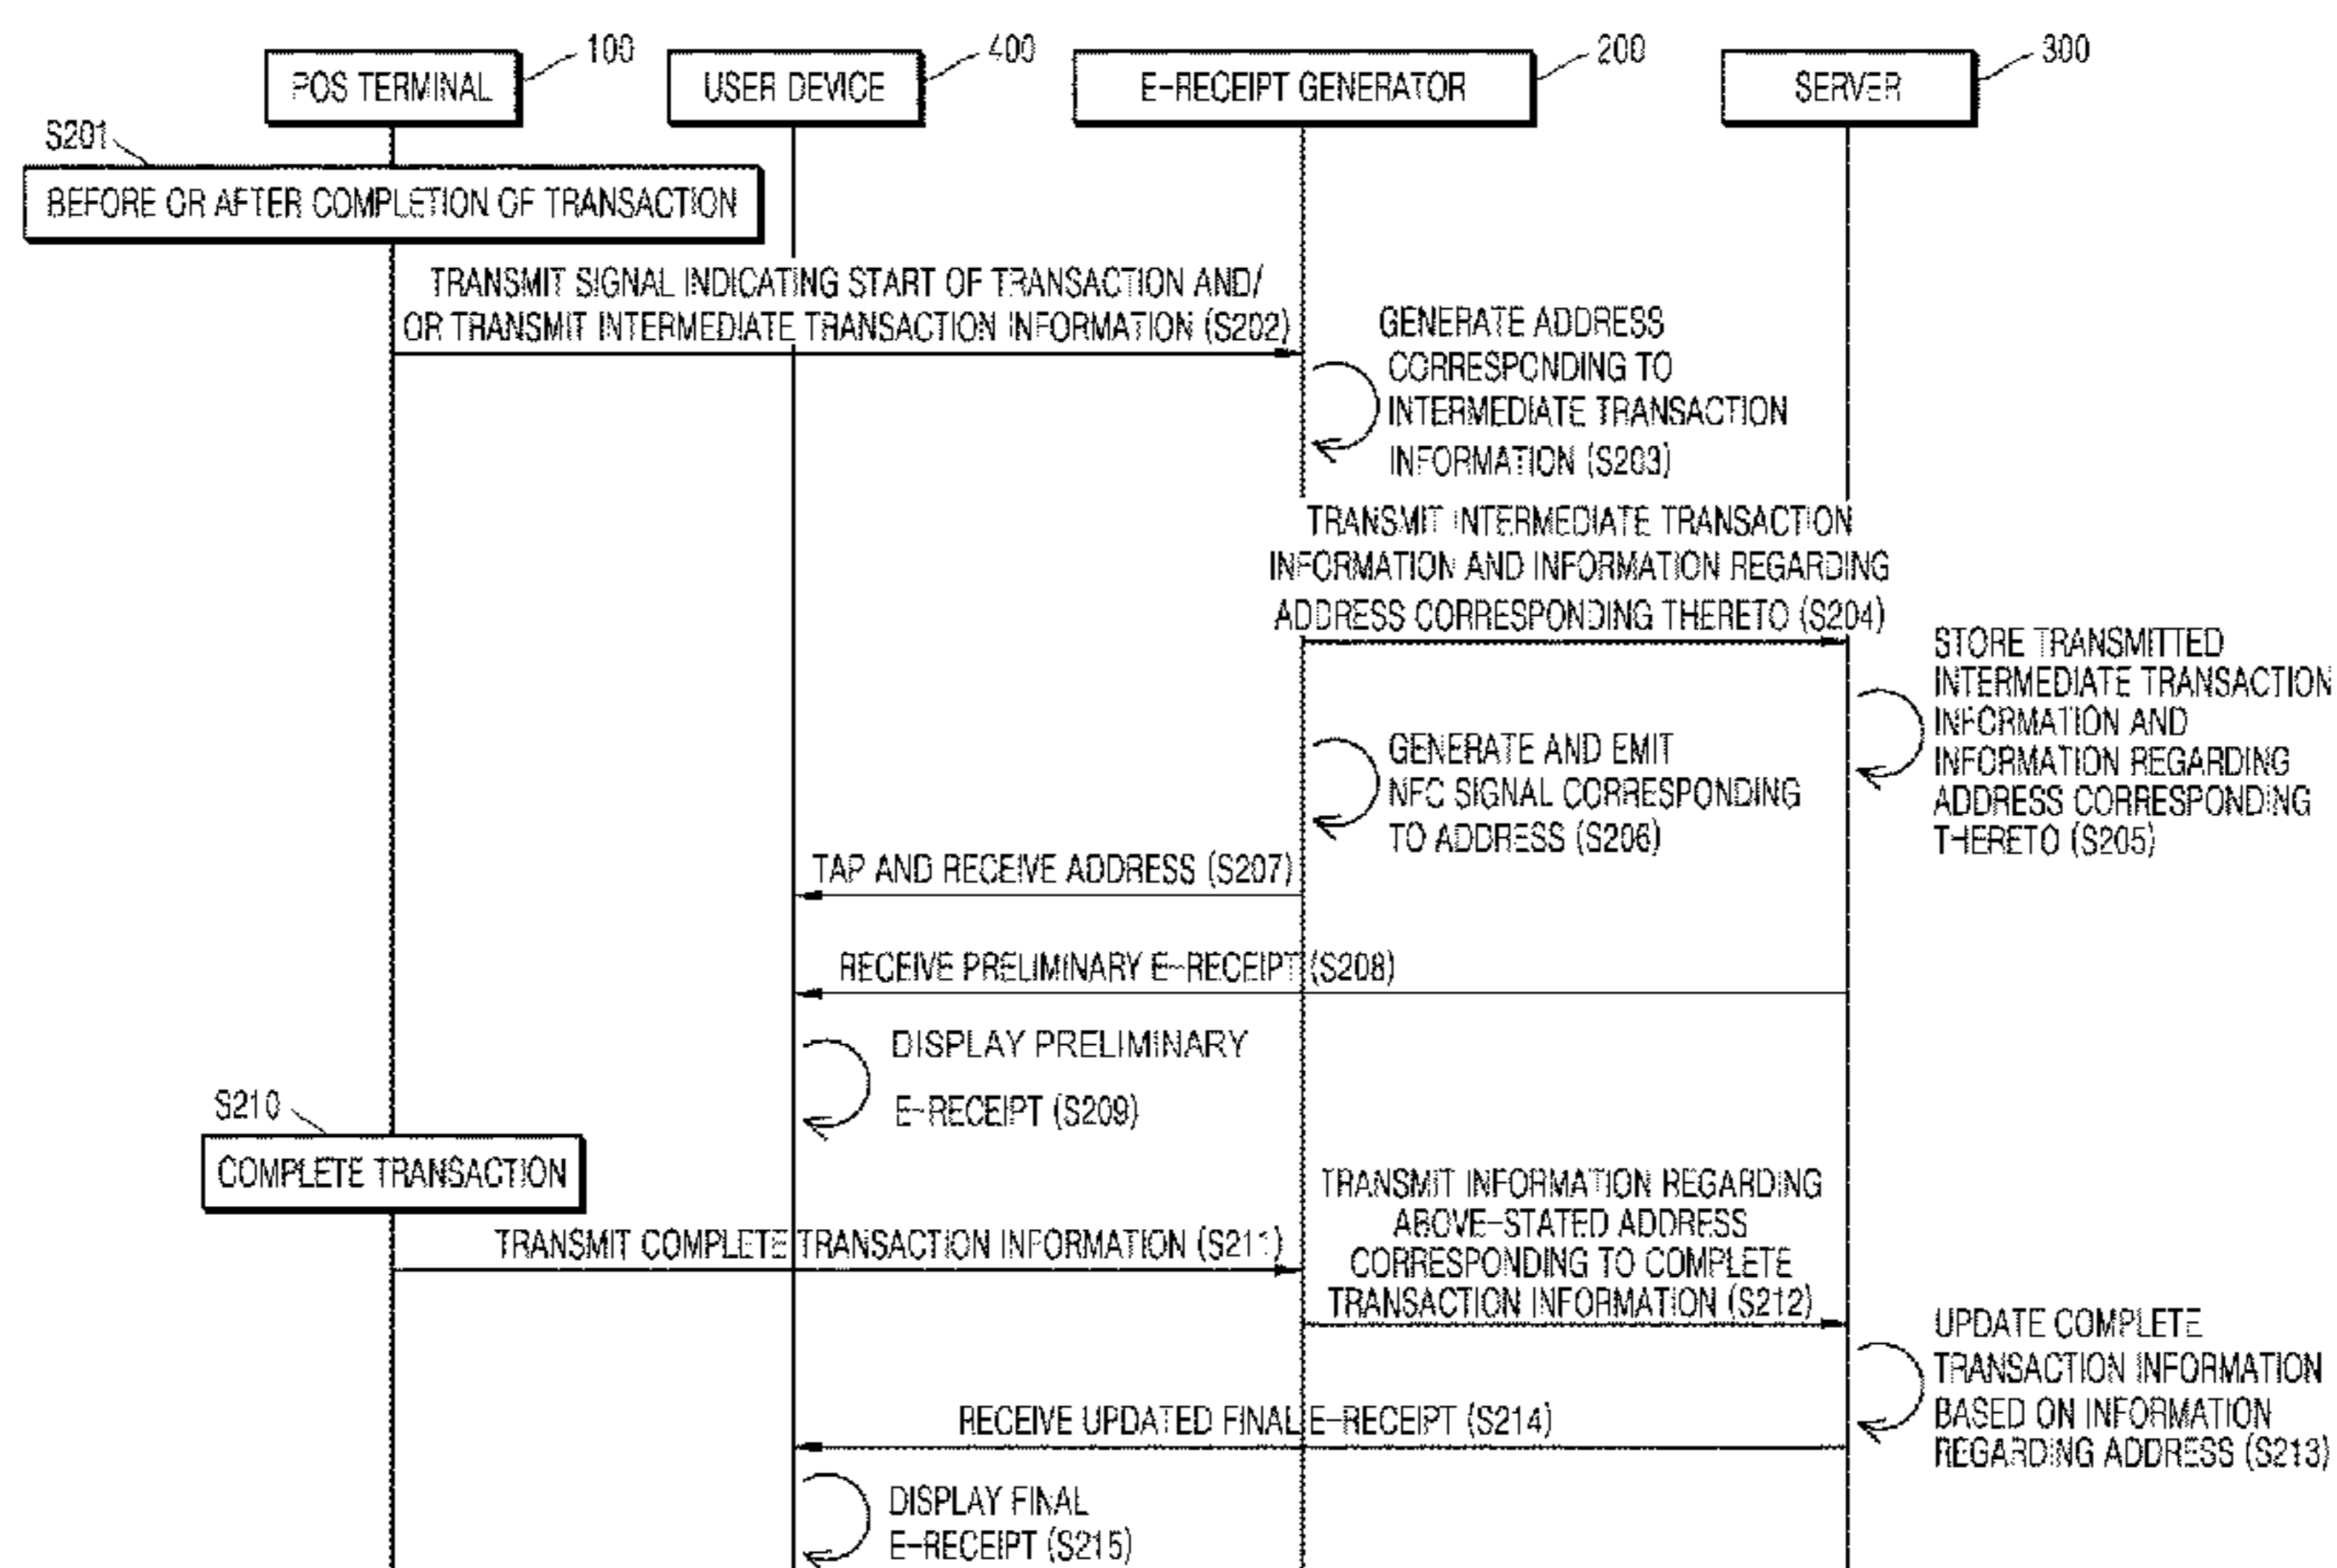 100
400
200
300
POS TERMINAL
USER DEVICE
E-RECEIPT GENERATOR
SERVER
S201
BEFORE OR AFTER COMPLETION OF TRANSACTION
TRANSMIT SIGNAL INDICATING START OF TRANSACTION AND/
OR TRANSMIT INTERMEDIATE TRANSACTION INFORMATION (S202)
GENERATE ADDRESS
CORRESPONDING TO
INTERMEDIATE TRANSACTION
INFORMATION (S203)
TRANSMIT INTERMEDIATE TRANSACTION
INFORMATION AND INFORMATION REGARDING
ADDRESS CORRESPONDING THERETO (S204)
STORE TRANSMITTED
INTERMEDIATE TRANSACTION
INFORMATION AND
INFORMATION REGARDING
ADDRESS CORRESPONDING
THERETO (S205)
GENERATE AND EMIT
NFC SIGNAL CORRESPONDING
TO ADDRESS (S206)
TAP AND RECEIVE ADDRESS (S207)
RECEIVE PRELIMINARY E-RECEIPT (S208)
DISPLAY PRELIMINARY
E-RECEIPT (S209)
S210
COMPLETE TRANSACTION
TRANSMIT COMPLETE TRANSACTION INFORMATION (S211)
TRANSMIT INFORMATION REGARDING
ABOVE-STATED ADDRESS
CORRESPONDING TO COMPLETE
TRANSACTION INFORMATION (S212)
UPDATE COMPLETE
TRANSACTION INFORMATION
BASED ON INFORMATION
REGARDING ADDRESS (S213)
RECEIVE UPDATED FINAL E-RECEIPT (S214)
DISPLAY FINAL
E-RECEIPT (S215)